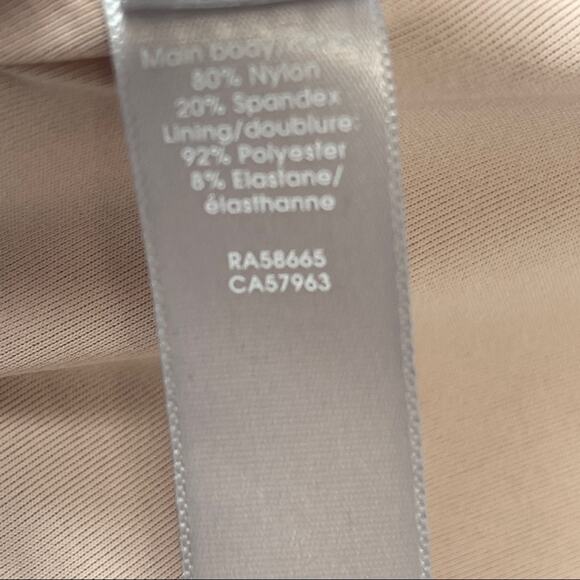 Main body/
80% Nylon
20% Spandex
Lining/doublure:
92% Polyester
8% Elastane/
élasthanne
RA58665
CA57963